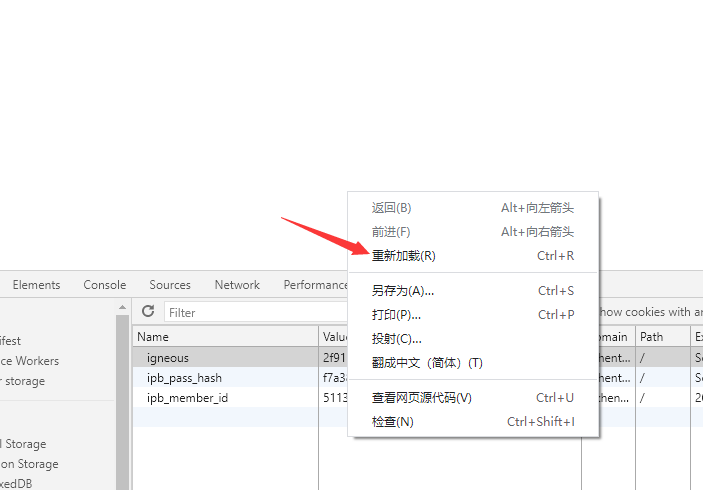 返回(B) Alt+向左箭头
前进(F) Alt+向右箭头
重新加载(R) Ctrl+R
另存为(A)... Ctrl+S
打印(P)... Ctrl+P
投射(C)...
翻成中文（简体）(T)
查看网页源代码(V) Ctrl+U
检查(N) Ctrl+Shift+I
Elements Console Sources Network Performance
Filter how cookies with an
Name Value omain Path Ex
ifest
igneous 2f91 hent... / Se
ce Workers
ipb_pass_hash f7a38 hent... / Se
r storage
ipb_member_id 5113 hen... / 20
l Storage
on Storage
xedDB